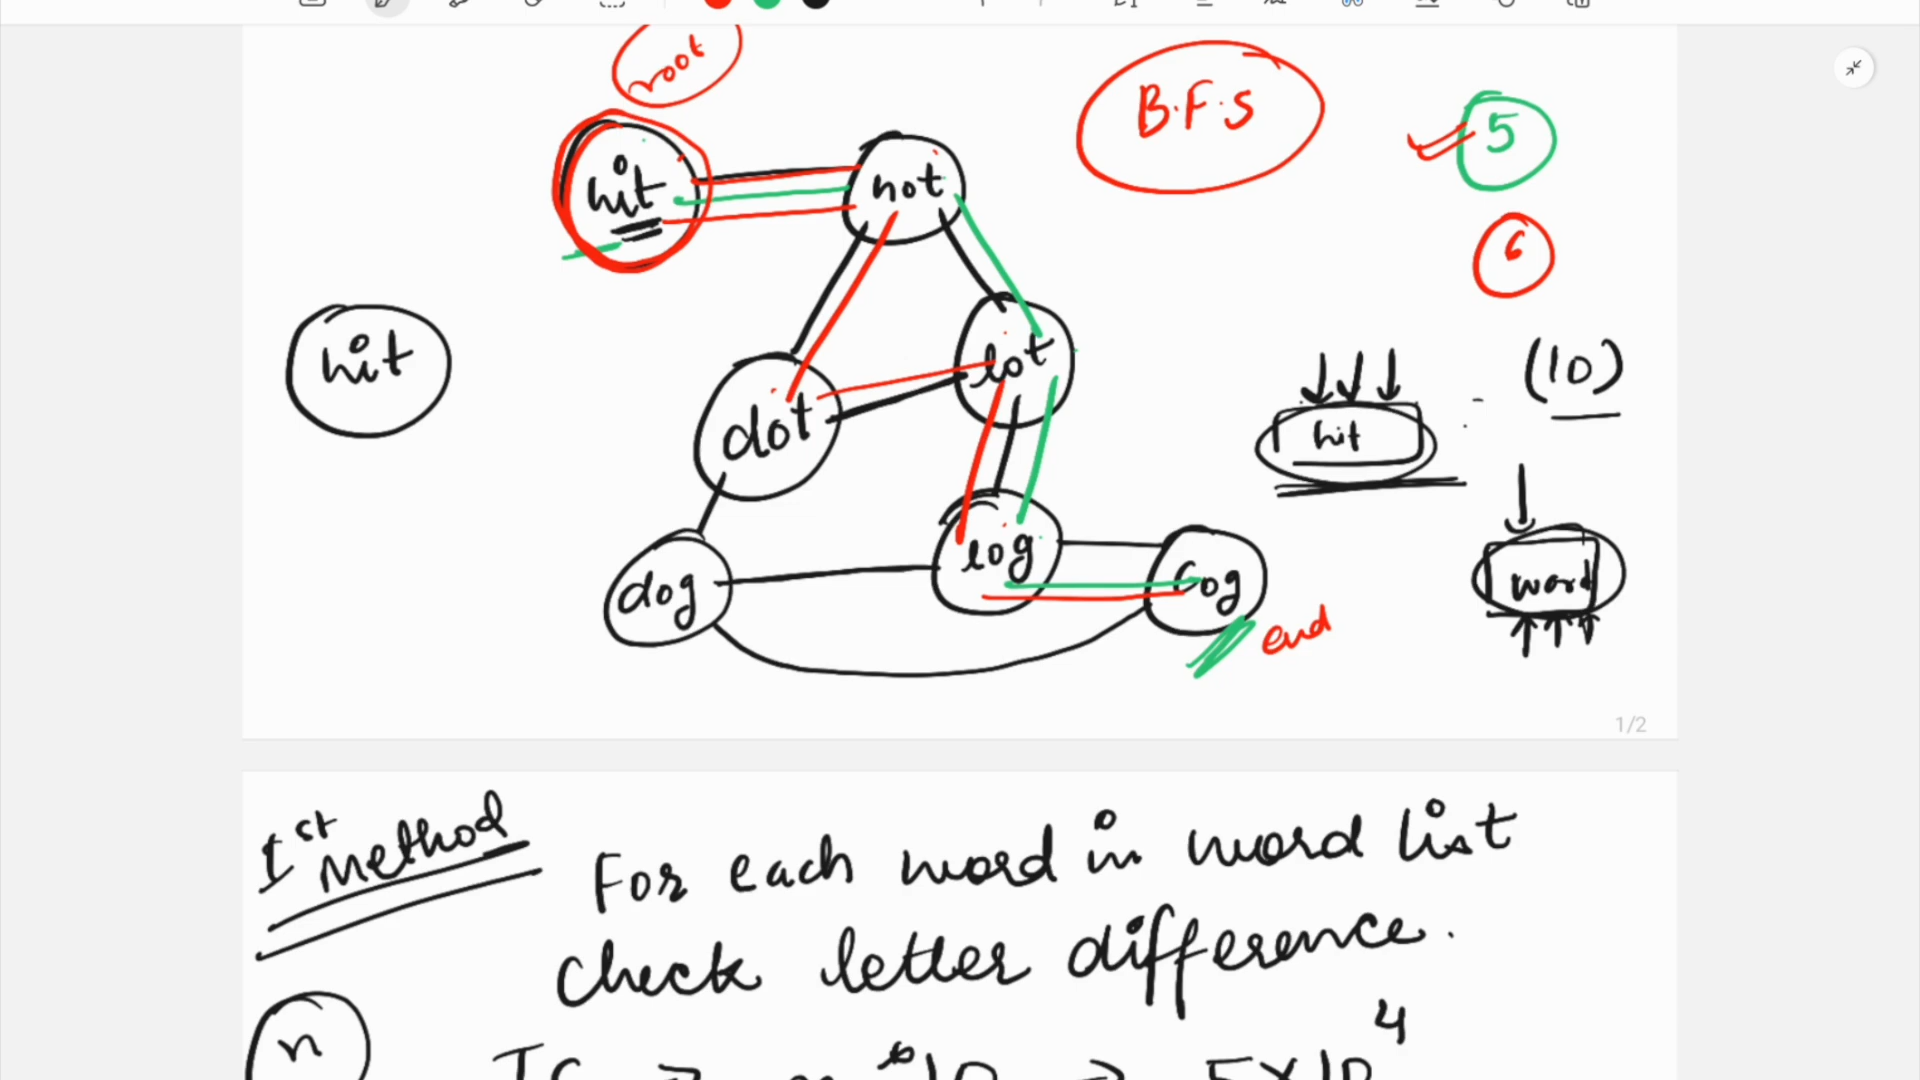 root
B.F.S
5
hit
hot
6
hit
lot
(10)
dot
hit
log
dog
cog
word
end
1/2
1st Method
For each word in word list
check letter difference.
n
4